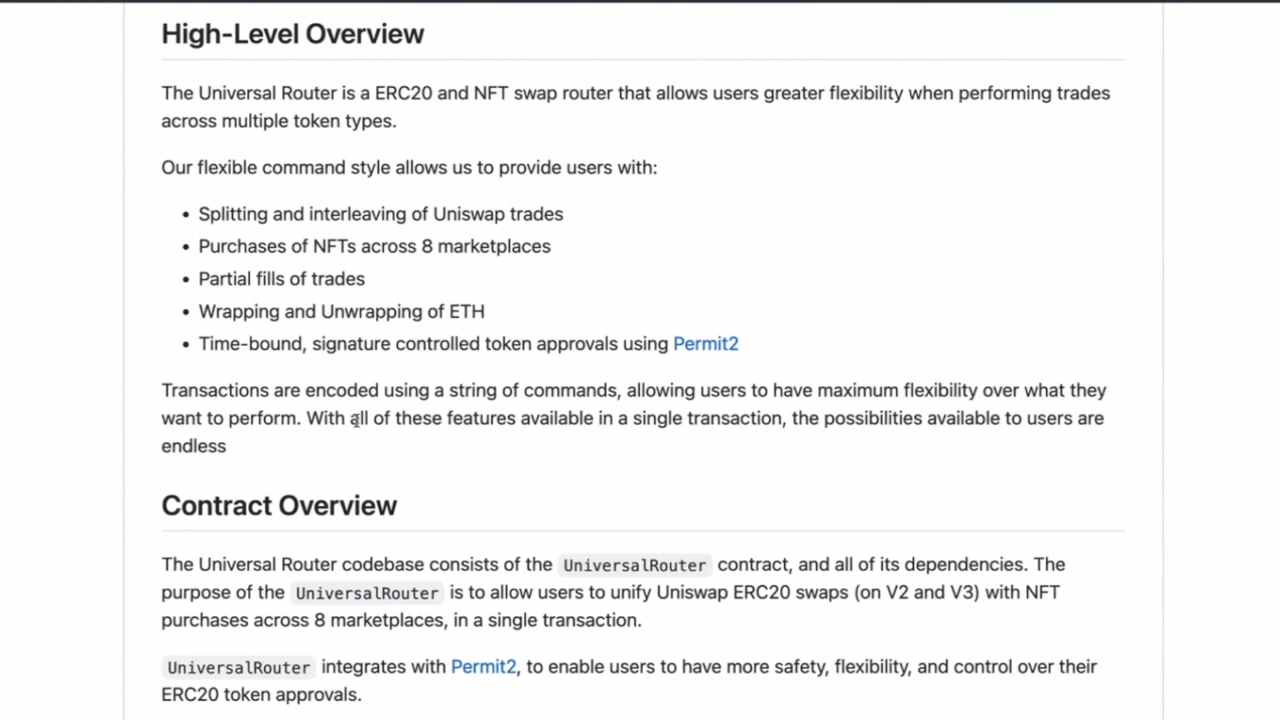 High-Level Overview
The Universal Router is a ERC20 and NFT swap router that allows users greater flexibility when performing trades
across multiple token types.
Our flexible command style allows us to provide users with:
• Splitting and interleaving of Uniswap trades
• Purchases of NFTs across 8 marketplaces
• Partial fills of trades
• Wrapping and Unwrapping of ETH
• Time-bound, signature controlled token approvals using Permit2
Transactions are encoded using a string of commands, allowing users to have maximum flexibility over what they
want to perform. With all of these features available in a single transaction, the possibilities available to users are
endless
Contract Overview
The Universal Router codebase consists of the UniversalRouter contract, and all of its dependencies. The
purpose of the UniversalRouter is to allow users to unify Uniswap ERC20 swaps (on V2 and V3) with NFT
purchases across 8 marketplaces, in a single transaction.
UniversalRouter integrates with Permit2, to enable users to have more safety, flexibility, and control over their
ERC20 token approvals.